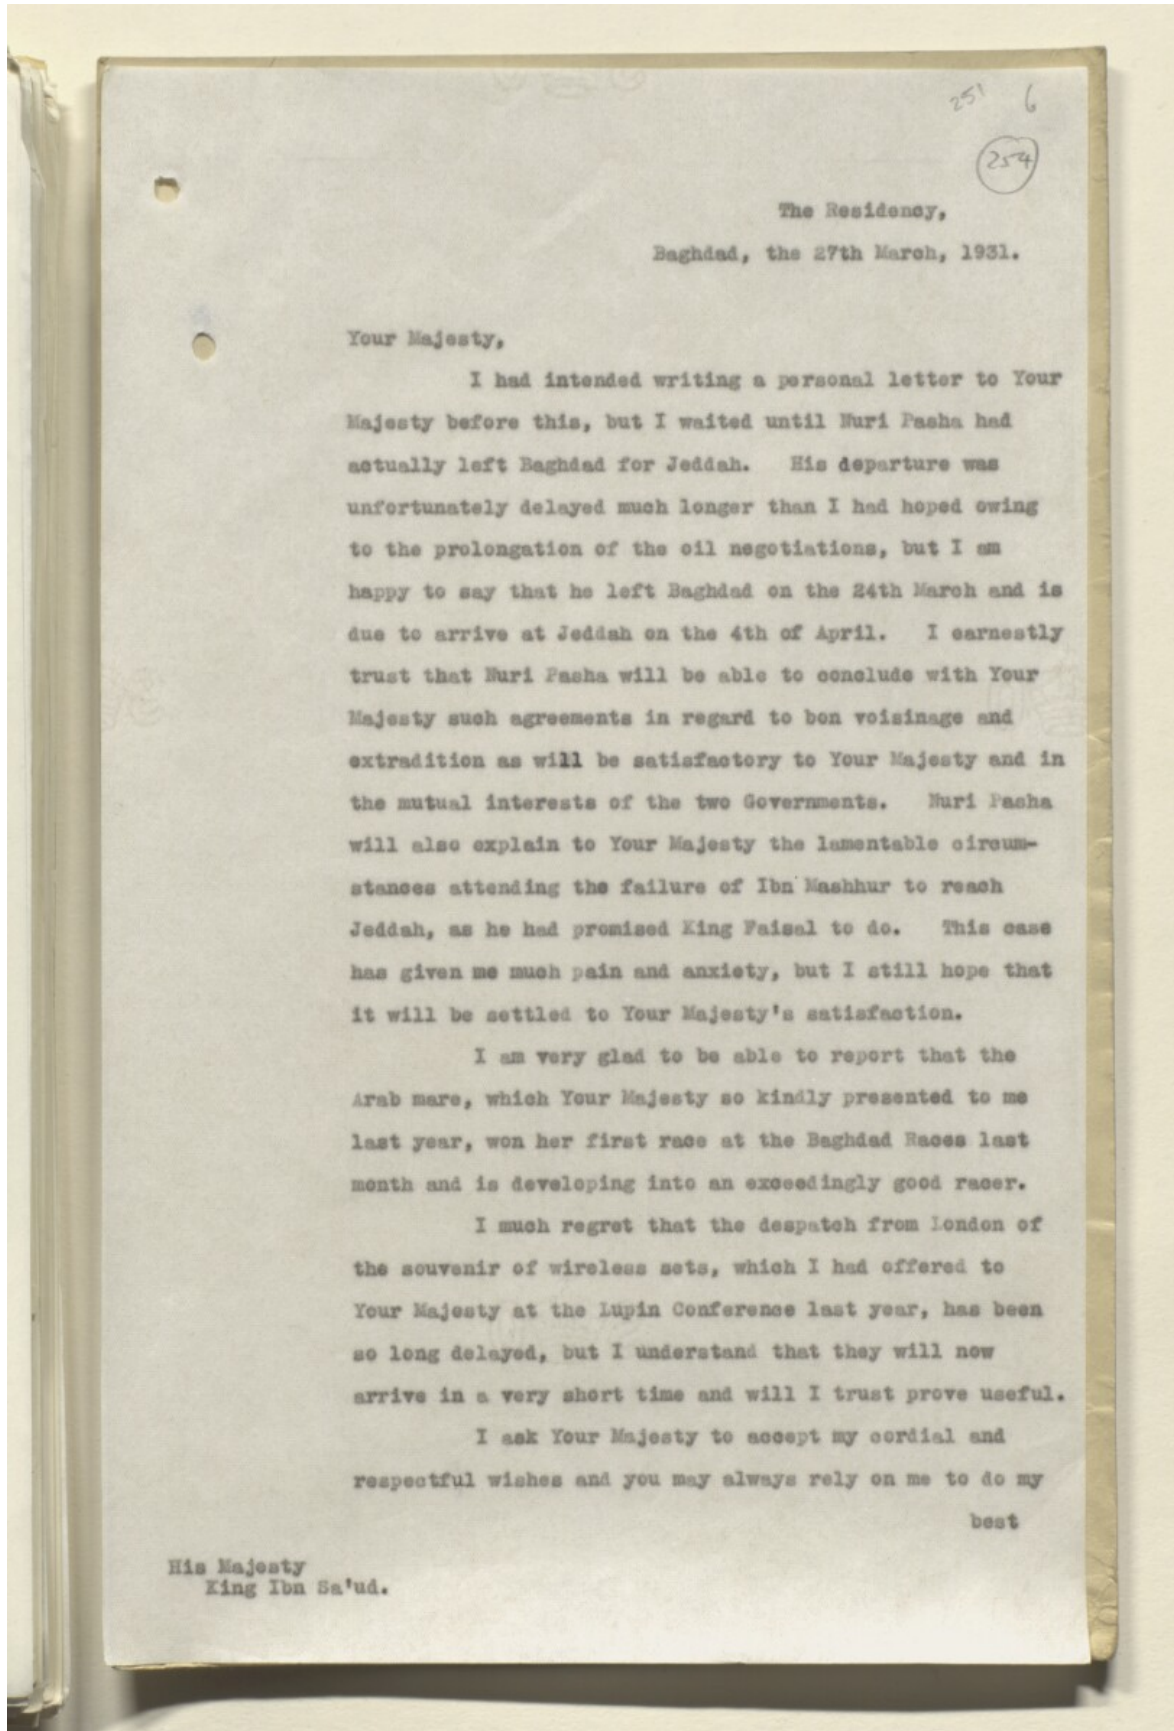 251 6
254
The Residency,
Baghdad, the 27th March, 1931.
Your Majesty,
I had intended writing a personal letter to Your
Majesty before this, but I waited until Nuri Pasha had
actually left Baghdad for Jeddah. His departure was
unfortunately delayed much longer than I had hoped owing
to the prolongation of the oil negotiations, but I am
happy to say that he left Baghdad on the 24th March and is
due to arrive at Jeddah on the 4th of April. I earnestly
trust that Nuri Pasha will be able to conclude with Your
Majesty such agreements in regard to bon voisinage and
extradition as will be satisfactory to Your Majesty and in
the mutual interests of the two Governments. Nuri Pasha
will also explain to Your Majesty the lamentable circum-
stances attending the failure of Ibn Mashhur to reach
Jeddah, as he had promised King Faisal to do. This case
has given me much pain and anxiety, but I still hope that
it will be settled to Your Majesty's satisfaction.
I am very glad to be able to report that the
Arab mare, which Your Majesty so kindly presented to me
last year, won her first race at the Baghdad Races last
month and is developing into an exceedingly good racer.
I much regret that the despatch from London of
the souvenir of wireless sets, which I had offered to
Your Majesty at the Lupin Conference last year, has been
so long delayed, but I understand that they will now
arrive in a very short time and will I trust prove useful.
I ask Your Majesty to accept my cordial and
respectful wishes and you may always rely on me to do my
best
His Majesty
King Ibn Sa'ud.